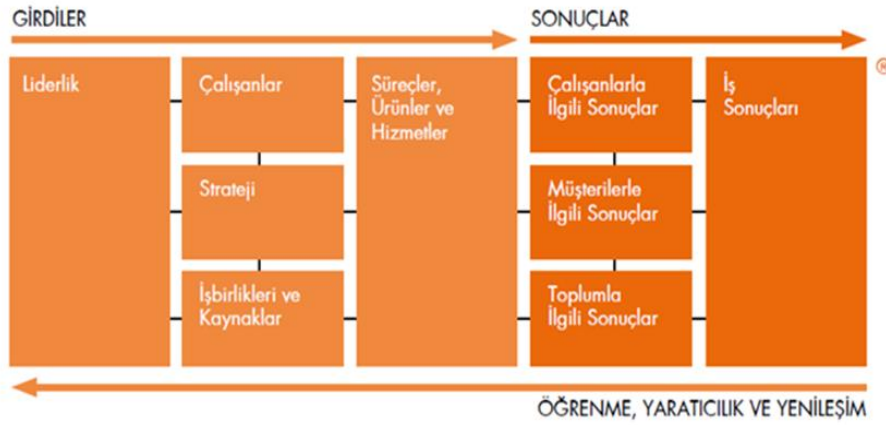 GİRDİLER
SONUÇLAR
Liderlik
Çalışanlar
Süreçler,
Ürünler ve
Hizmetler
Çalışanlarla
İlgili Sonuçlar
İş
Sonuçları
®
Strateji
Müşterilerle
İlgili Sonuçlar
İşbirlikleri ve
Kaynaklar
Toplumla
İlgili Sonuçlar
ÖĞRENME, YARATICILIK VE YENİLEŞİM